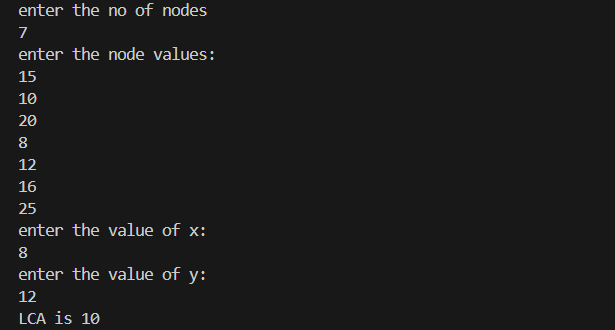 enter the no of nodes
7
enter the node values:
15
10
20
8
12
16
25
enter the value of x:
8
enter the value of y:
12
LCA is 10